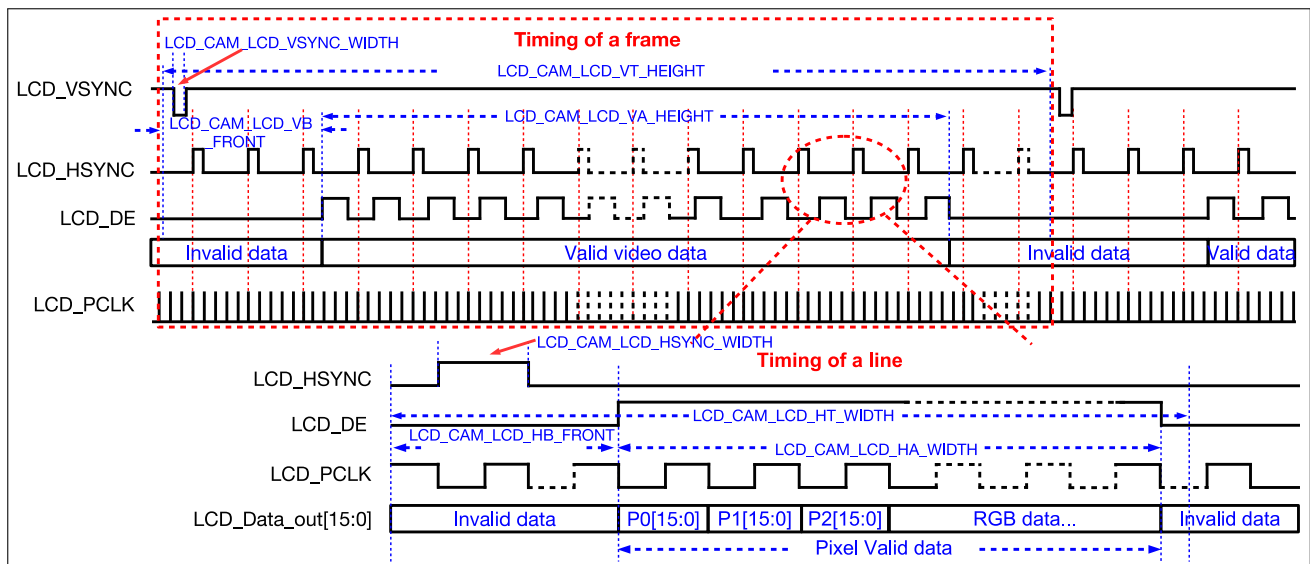 LCD_CAM_LCD_VSYNC_WIDTH
Timing of a frame
LCD_CAM_LCD_VT_HEIGHT
LCD_VSYNC
LCD_CAM_LCD_VB
_FRONT
LCD_CAM_LCD_VA_HEIGHT
LCD_HSYNC
LCD_DE
Invalid data
Valid video data
Invalid data
Valid data
LCD_PCLK
LCD_CAM_LCD_HSYNC_WIDTH
Timing of a line
LCD_HSYNC
LCD_DE
LCD_CAM_LCD_HT_WIDTH
LCD_CAM_LCD_HB_FRONT
LCD_CAM_LCD_HA_WIDTH
LCD_PCLK
LCD_Data_out[15:0]
Invalid data
P0[15:0]
P1[15:0]
P2[15:0]
RGB data...
Invalid data
Pixel Valid data